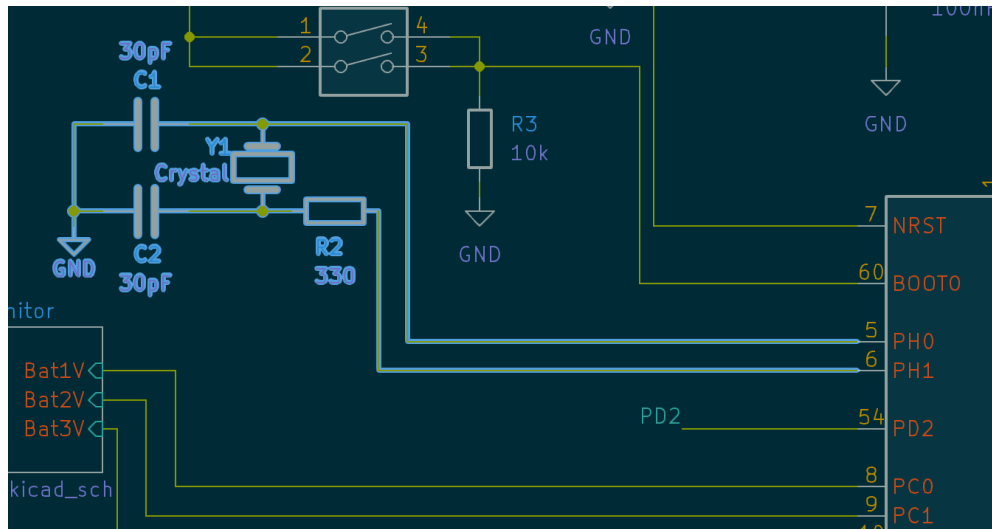 100n
1
4
GND
30pF
2
3
C1
R3
GND
Y1
10k
Crystal
1
7
NRST
R2
GND
C2
GND
330
30pF
60
BOOT0
nitor
5
PH0
Bat1V
6
PH1
Bat2V
PD2
54
PD2
Bat3V
kicad_sch
8
PC0
9
PC1